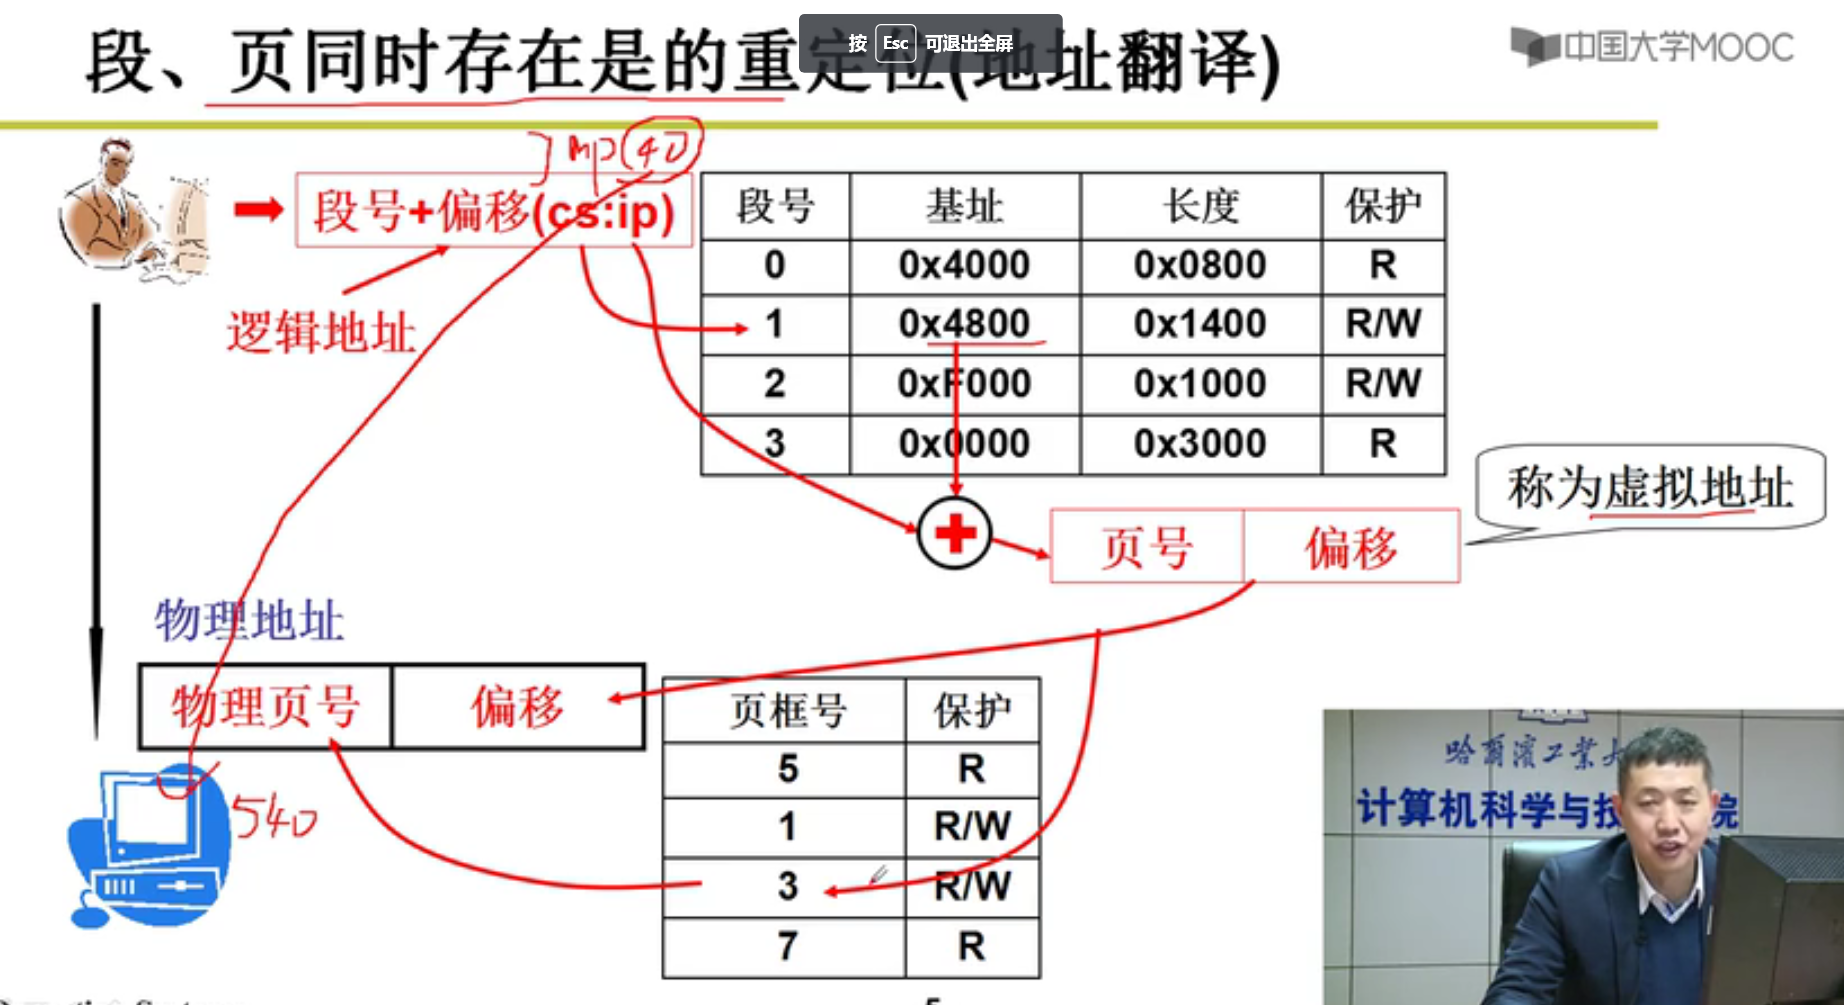 按 Esc 可退出全屏
段、页同时存在是的重定位(地址翻译)
中国大学MOOC
jmp 40
段号+偏移(cs:ip)
逻辑地址
段号 基址 长度 保护
0 0x4000 0x0800 R
1 0x4800 0x1400 R/W
2 0xF000 0x1000 R/W
3 0x0000 0x3000 R
称为虚拟地址
页号 偏移
物理地址
物理页号 偏移
540
页框号 保护
5 R
1 R/W
3 R/W
7 R
哈尔滨工业大
计算机科学与技 院